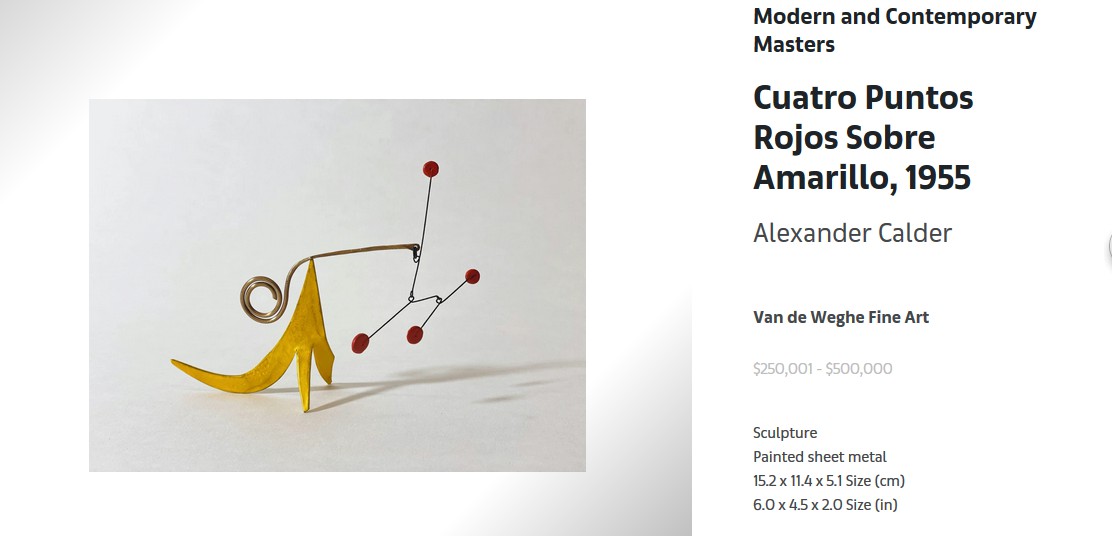 Modern and Contemporary
Masters
Cuatro Puntos
Rojos Sobre
Amarillo, 1955
Alexander Calder
Van de Weghe Fine Art
$250,001 - $500,000
Sculpture
Painted sheet metal
15.2 x 11.4 x 5.1 Size (cm)
6.0 x 4.5 x 2.0 Size (in)